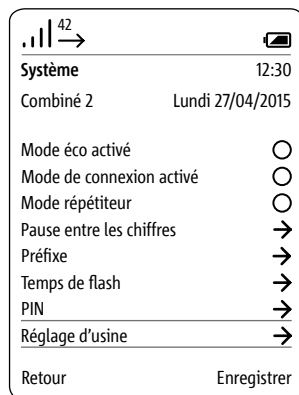 42
Système 12:30
Combiné 2 Lundi 27/04/2015
Mode éco activé
Mode de connexion activé
Mode répétiteur
Pause entre les chiffres
Préfixe
Temps de flash
PIN
Réglage d'usine
Retour Enregistrer